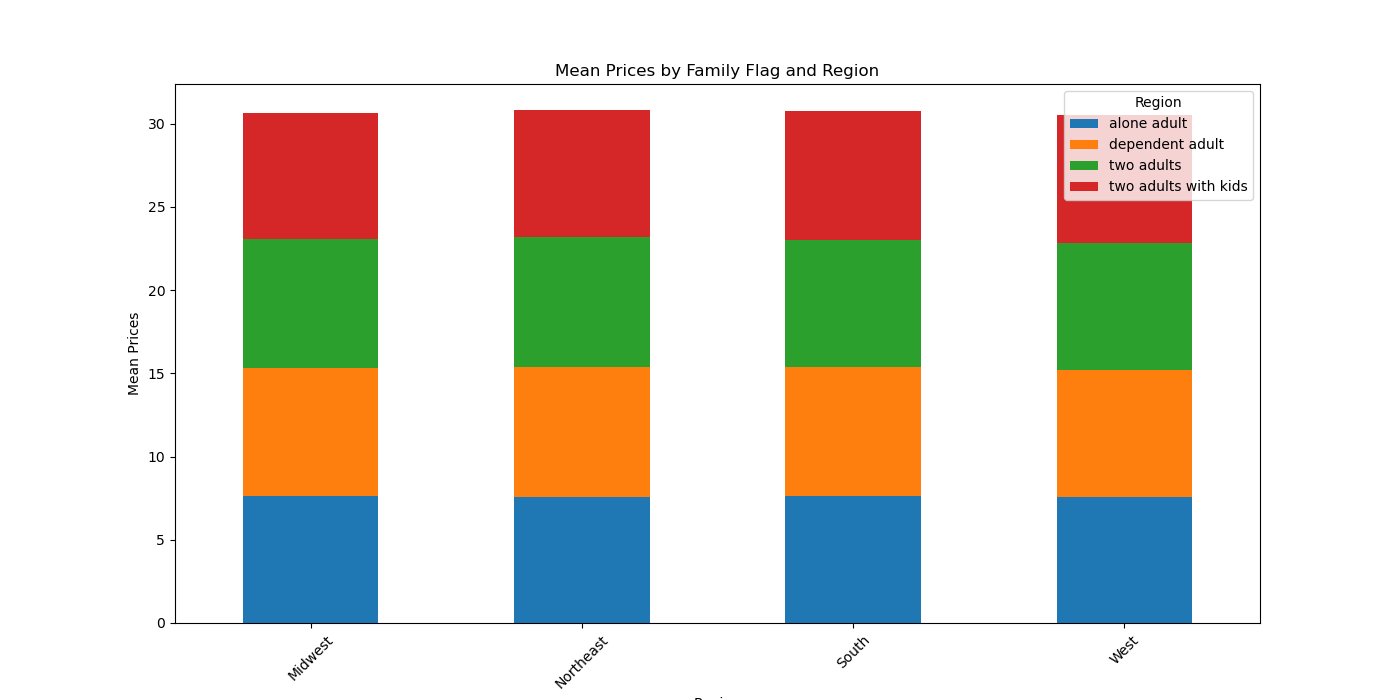 Mean Prices by Family Flag and Region
Region
alone adult
dependent adult
two adults
two adults with kids
Mean Prices
30
25
20
15
10
5
0
Midwest
Northeast
South
West